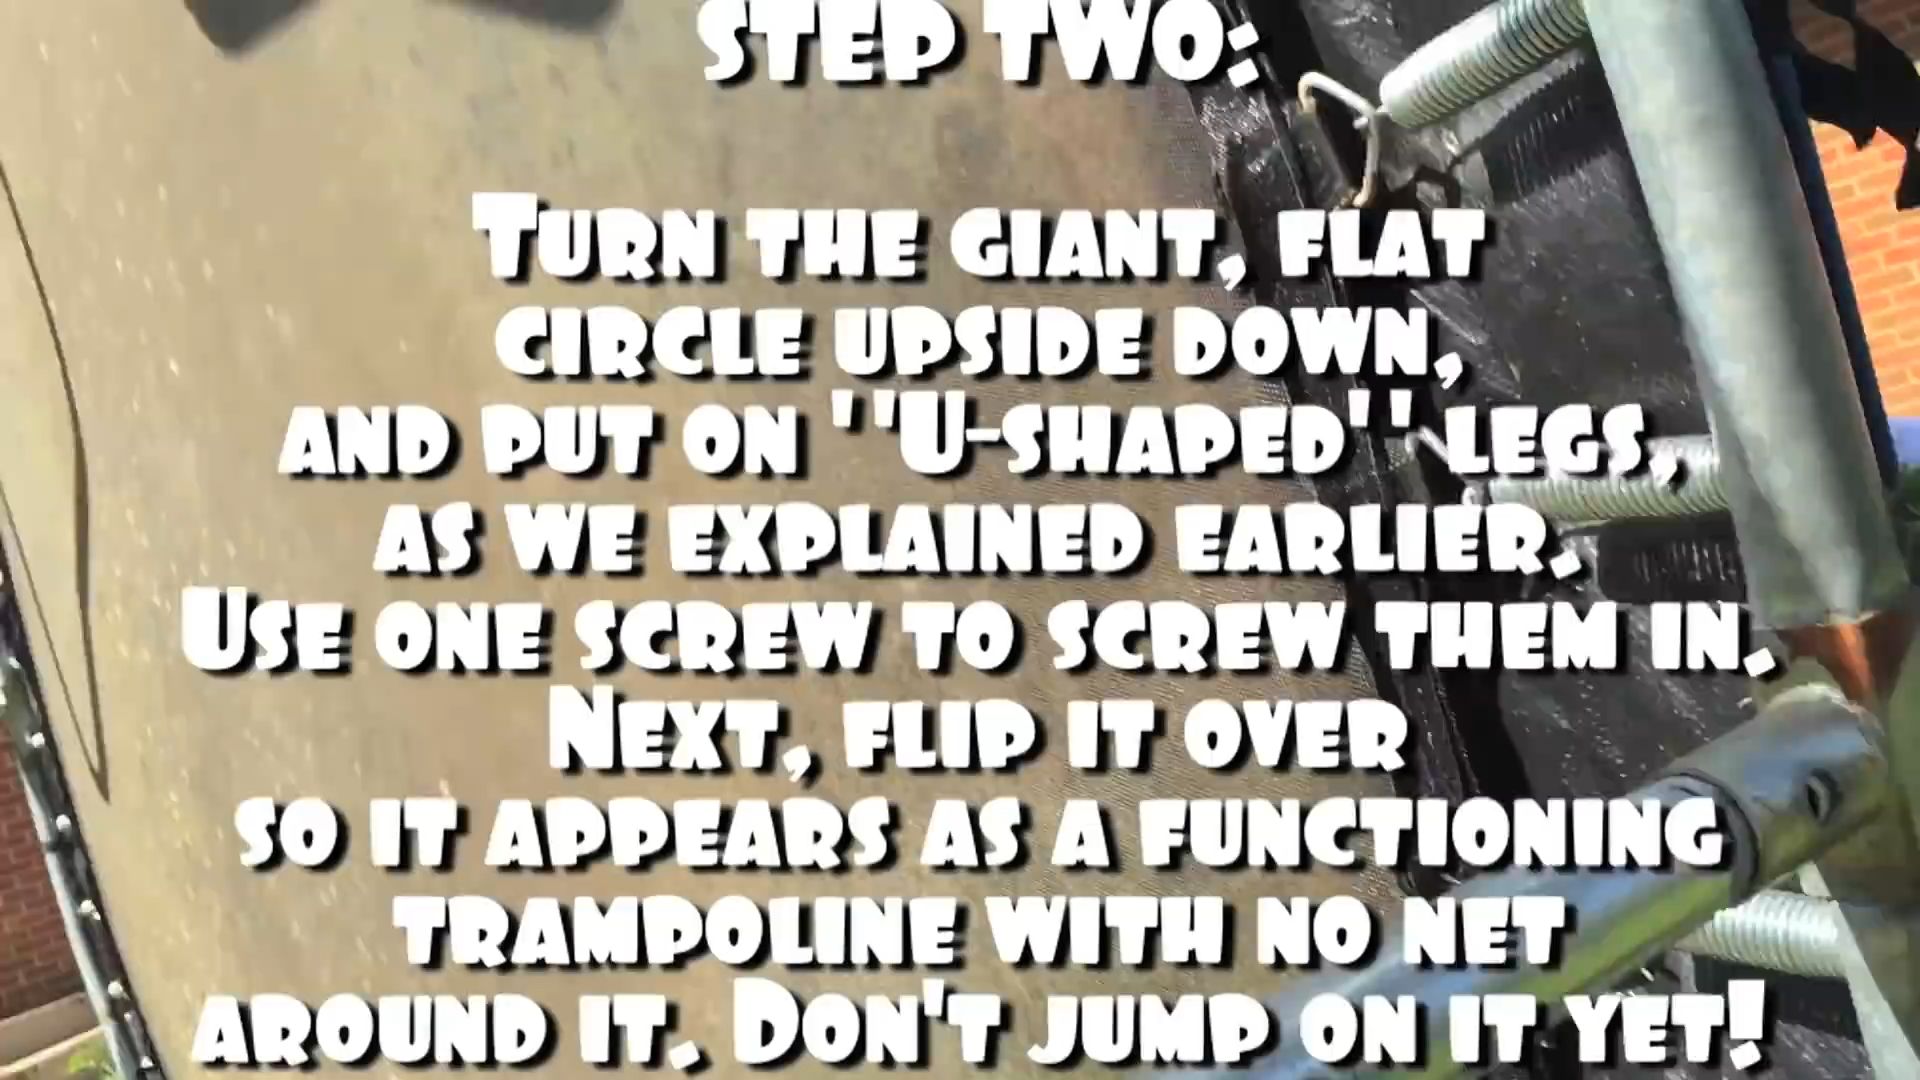 STEP TWO:
TURN THE GIANT, FLAT
CIRCLE UPSIDE DOWN,
AND PUT ON "U-SHAPED" LEGS,
AS WE EXPLAINED EARLIER.
USE ONE SCREW TO SCREW THEM IN.
NEXT, FLIP IT OVER
SO IT APPEARS AS A FUNCTIONING
TRAMPOLINE WITH NO NET
AROUND IT. DON'T JUMP ON IT YET!